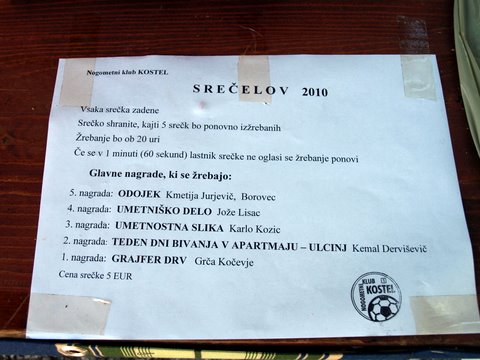 Nogometni klub KOSTEL
SREČELOV 2010
Vsaka srečka zadene
Srečko shranite, kajti 5 srečk bo ponovno izžrebanih
Žrebanje bo ob 20 uri
Če se v 1 minuti (60 sekund) lastnik srečke ne oglasi se žrebanje ponovi
Glavne nagrade, ki se žrebajo:
5. nagrada: ODOJEK Kmetija Jurjevič, Borovec
4. nagrada: UMETNIŠKO DELO Jože Lisac
3. nagrada: UMETNOSTNA SLIKA Karlo Kozic
2. nagrada: TEDEN DNI BIVANJA V APARTMAJU – ULCINJ Kemal Derviševič
1. nagrada: GRAJFER DRV Grča Kočevje
Cena srečke 5 EUR
NOGOMETNI KLUB
KOSTEL